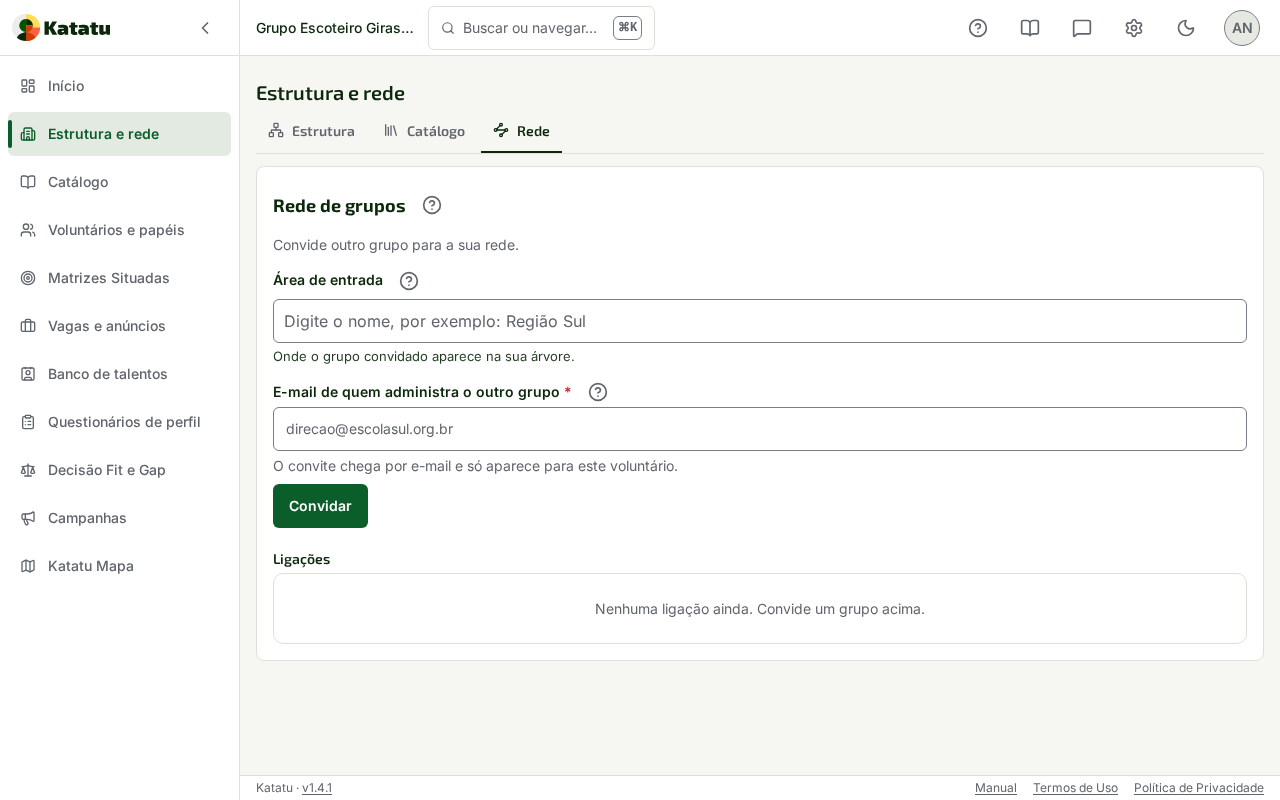 Katatu
Grupo Escoteiro Giras...
Buscar ou navegar...
⌘K
AN
Início
Estrutura e rede
Catálogo
Voluntários e papéis
Matrizes Situadas
Vagas e anúncios
Banco de talentos
Questionários de perfil
Decisão Fit e Gap
Campanhas
Katatu Mapa
Estrutura e rede
Estrutura
Catálogo
Rede
Rede de grupos
Convide outro grupo para a sua rede.
Área de entrada
Digite o nome, por exemplo: Região Sul
Onde o grupo convidado aparece na sua árvore.
E-mail de quem administra o outro grupo *
direcao@escolasul.org.br
O convite chega por e-mail e só aparece para este voluntário.
Convidar
Ligações
Nenhuma ligação ainda. Convide um grupo acima.
Katatu · v1.4.1
Manual
Termos de Uso
Política de Privacidade